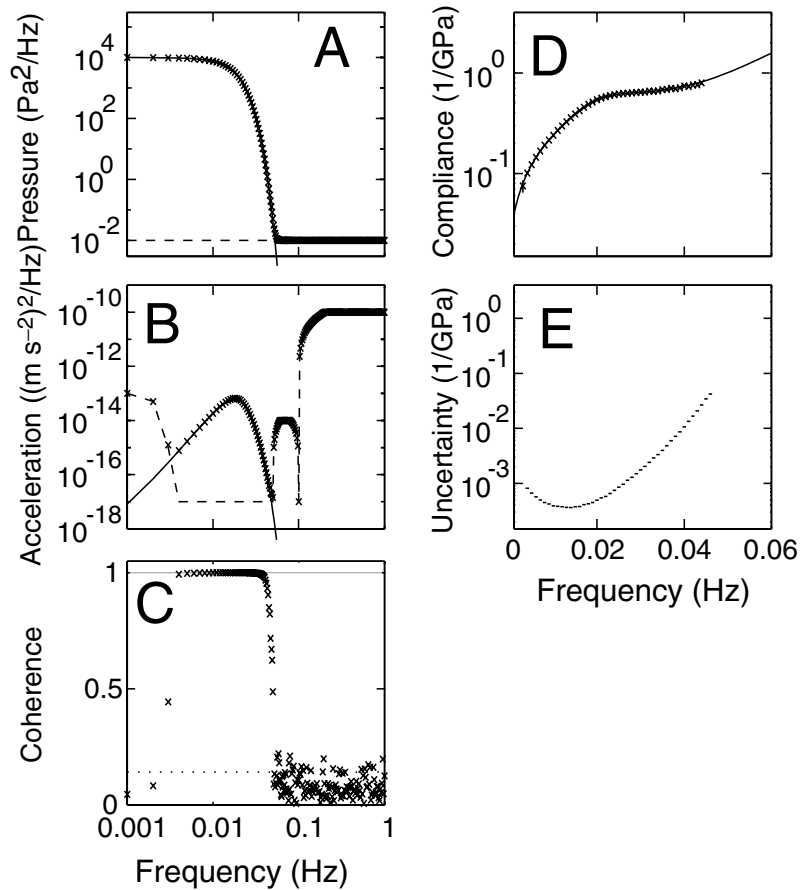 A
Pressure (Pa2/Hz)
10 4
10 2
10 0
10 -2
B
Acceleration ((m s–2)2/Hz)
10 -10
10 -12
10 -14
10 -16
10 -18
C
Coherence
1
0.5
0
0.001
0.01
0.1
1
Frequency (Hz)
D
Compliance (1/GPa)
10 0
10 -1
E
Uncertainty (1/GPa)
10 0
10 -1
10 -2
10 -3
0
0.02
0.04
0.06
Frequency (Hz)